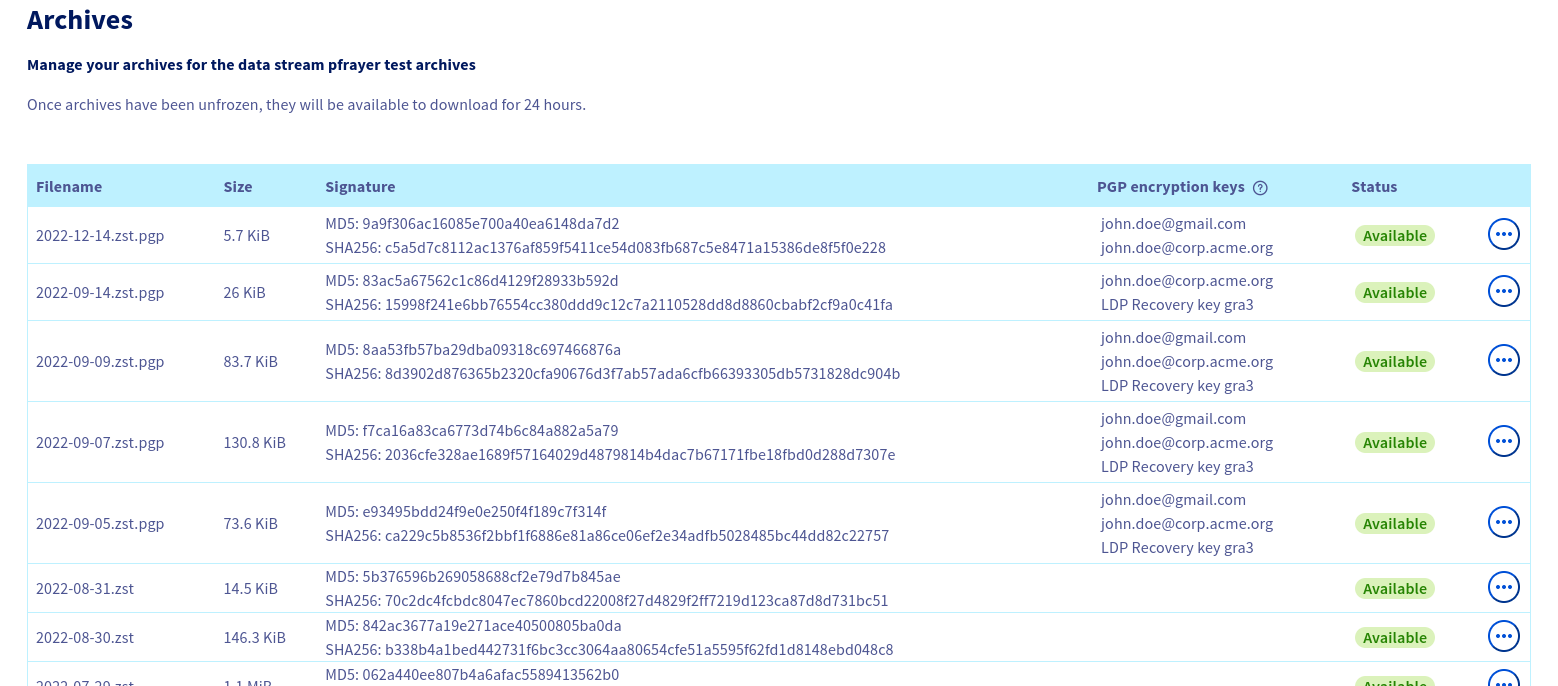 Archives
Manage your archives for the data stream pfrayer test archives
Once archives have been unfrozen, they will be available to download for 24 hours.
Filename Size Signature PGP encryption keys ? Status
2022-12-14.zst.pgp 5.7 KiB MD5: 9a9f306ac16085e700a40ea6148da7d2 john.doe@gmail.com Available
SHA256: c5a5d7c8112ac1376af859f5411ce54d083fb687c5e8471a15386de8f5f0e228 john.doe@corp.acme.org
2022-09-14.zst.pgp 26 KiB MD5: 83ac5a67562c1c86d4129f28933b592d john.doe@corp.acme.org Available
SHA256: 15998f241e6bb76554cc380ddd9c12c7a2110528dd8d8860cbabf2cf9a0c41fa LDP Recovery key gra3
john.doe@gmail.com
2022-09-09.zst.pgp 83.7 KiB MD5: 8aa53fb57ba29dba09318c697466876a john.doe@corp.acme.org Available
SHA256: 8d3902d876365b2320cfa90676d3f7ab57ada6cfb66393305db5731828dc904b LDP Recovery key gra3
john.doe@gmail.com
2022-09-07.zst.pgp 130.8 KiB MD5: f7ca16a83ca6773d74b6c84a882a5a79 john.doe@corp.acme.org Available
SHA256: 2036cfe328ae1689f57164029d4879814b4dac7b67171fbe18fbd0d288d7307e LDP Recovery key gra3
john.doe@gmail.com
2022-09-05.zst.pgp 73.6 KiB MD5: e93495bdd24f9e0e250f4f189c7f314f john.doe@corp.acme.org Available
SHA256: ca229c5b8536f2bbf1f6886e81a86ce06ef2e34adfb5028485bc44dd82c22757 LDP Recovery key gra3
2022-08-31.zst 14.5 KiB MD5: 5b376596b269058688cf2e79d7b845ae Available
SHA256: 70c2dc4fcbdc8047ec7860bcd22008f27d4829f2ff7219d123ca87d8d731bc51
2022-08-30.zst 146.3 KiB MD5: 842ac3677a19e271ace40500805ba0da Available
SHA256: b338b4a1bed442731f6bc3cc3064aa80654cfe51a5595f62fd1d8148ebd048c8
MD5: 062a440ee807b4a6afac5589413562b0
Available